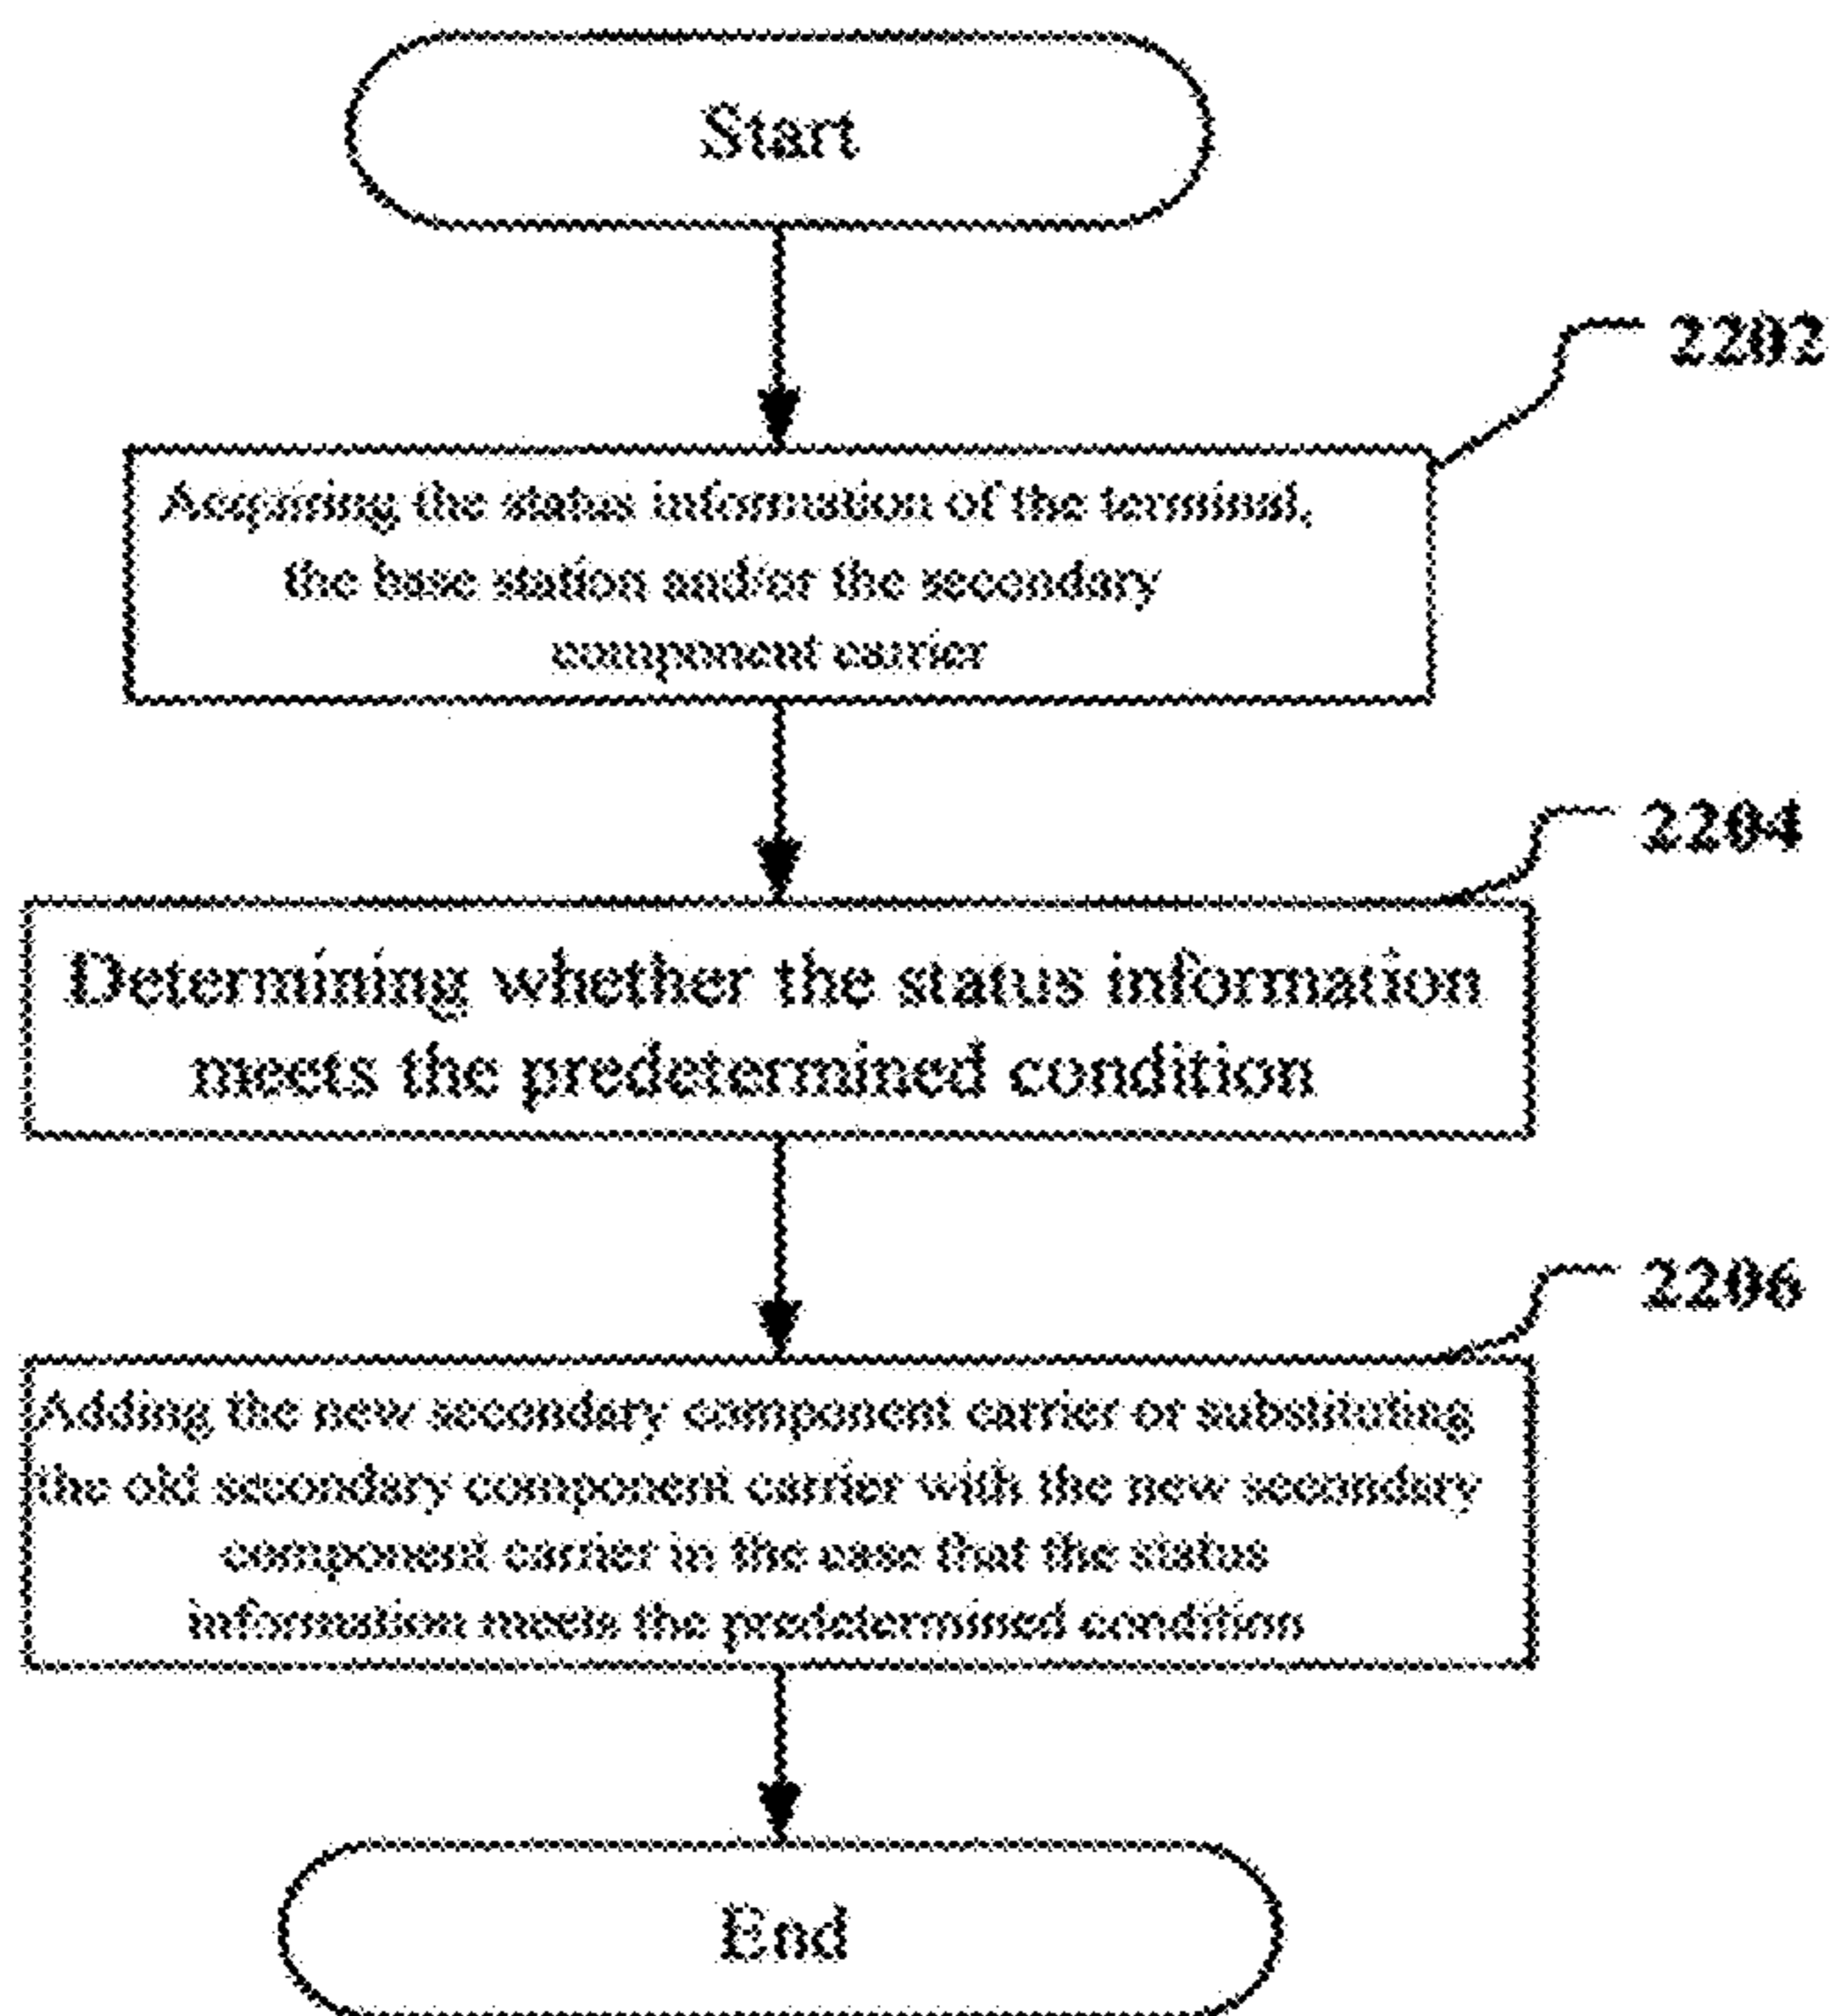 Start
2202
Acquiring the status information of the terminal,
the base station and/or the secondary
component carrier
2204
Determining whether the status information
meets the predetermined condition
2206
Adding the new secondary component carrier or substituting
the old secondary component carrier with the new secondary
component carrier in the case that the status
information meets the predetermined condition
End